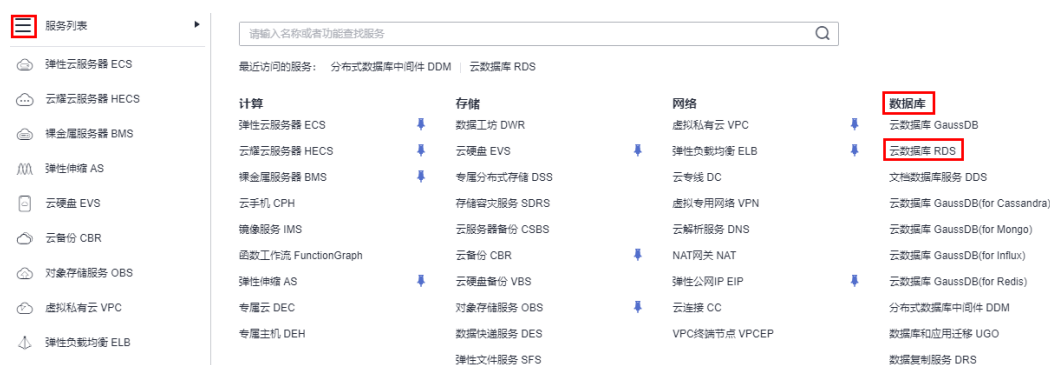 服务列表
弹性云服务器 ECS
云耀云服务器 HECS
裸金属服务器 BMS
弹性伸缩 AS
云硬盘 EVS
云备份 CBR
对象存储服务 OBS
虚拟私有云 VPC
弹性负载均衡 ELB
请输入名称或者功能查找服务
最近访问的服务： 分布式数据库中间件 DDM | 云数据库 RDS
计算
弹性云服务器 ECS
云耀云服务器 HECS
裸金属服务器 BMS
云手机 CPH
镜像服务 IMS
函数工作流 FunctionGraph
弹性伸缩 AS
专属云 DEC
专属主机 DEH
存储
数据工坊 DWR
云硬盘 EVS
专属分布式存储 DSS
存储容灾服务 SDRS
云服务器备份 CSBS
云备份 CBR
云硬盘备份 VBS
对象存储服务 OBS
数据快递服务 DES
弹性文件服务 SFS
网络
虚拟私有云 VPC
弹性负载均衡 ELB
云专线 DC
虚拟专用网络 VPN
云解析服务 DNS
NAT网关 NAT
弹性公网IP EIP
云连接 CC
VPC终端节点 VPCEP
数据库
云数据库 GaussDB
云数据库 RDS
文档数据库服务 DDS
云数据库 GaussDB(for Cassandra)
云数据库 GaussDB(for Mongo)
云数据库 GaussDB(for Influx)
云数据库 GaussDB(for Redis)
分布式数据库中间件 DDM
数据库和应用迁移 UGO
数据复制服务 DRS